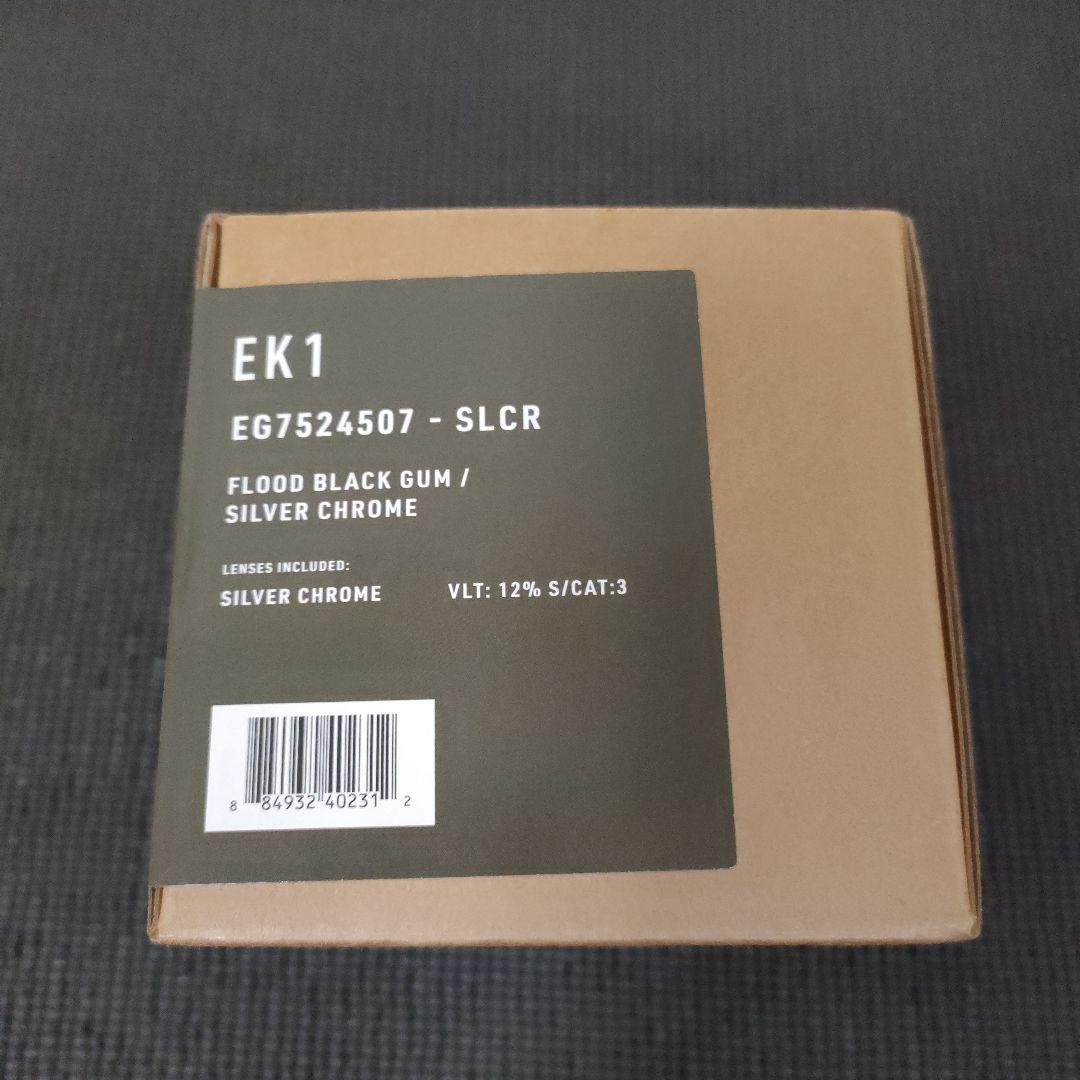 EK1
EG7524507 - SLCR
FLOOD BLACK GUM /
SILVER CHROME
LENSES INCLUDED:
SILVER CHROME VLT: 12% S/CAT:3
8 84932 40231 2